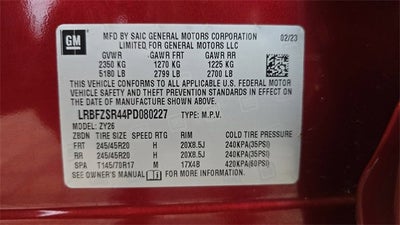 GM
MFD BY SAIC GENERAL MOTORS CORPORATION
LIMITED FOR GENERAL MOTORS LLC
02/23
GVWR GAWR FRT GAWR RR
2350 KG 1270 KG 1225 KG
5180 LB 2799 LB 2700 LB
THIS VEHICLE CONFORMS TO ALL APPLICABLE U.S. FEDERAL MOTOR
VEHICLE SAFETY AND THEFT PREVENTION STANDARDS IN EFFECT ON THE
DATE OF MANUFACTURE SHOWN ABOVE.
LRBFZSR44PD080227 TYPE: M.P.V.
MODEL: ZY26
ZBDN TIRE SIZE SPEED RTG RIM COLD TIRE PRESSURE
FRT 245/45R20 H 20X8.5J 240KPA(35PSI)
RR 245/45R20 H 20X8.5J 240KPA(35PSI)
SPA T145/70R17 M 17X4B 420KPA(60PSI)
SEE OWNER'S MANUAL FOR ADDITIONAL INFORMATION.